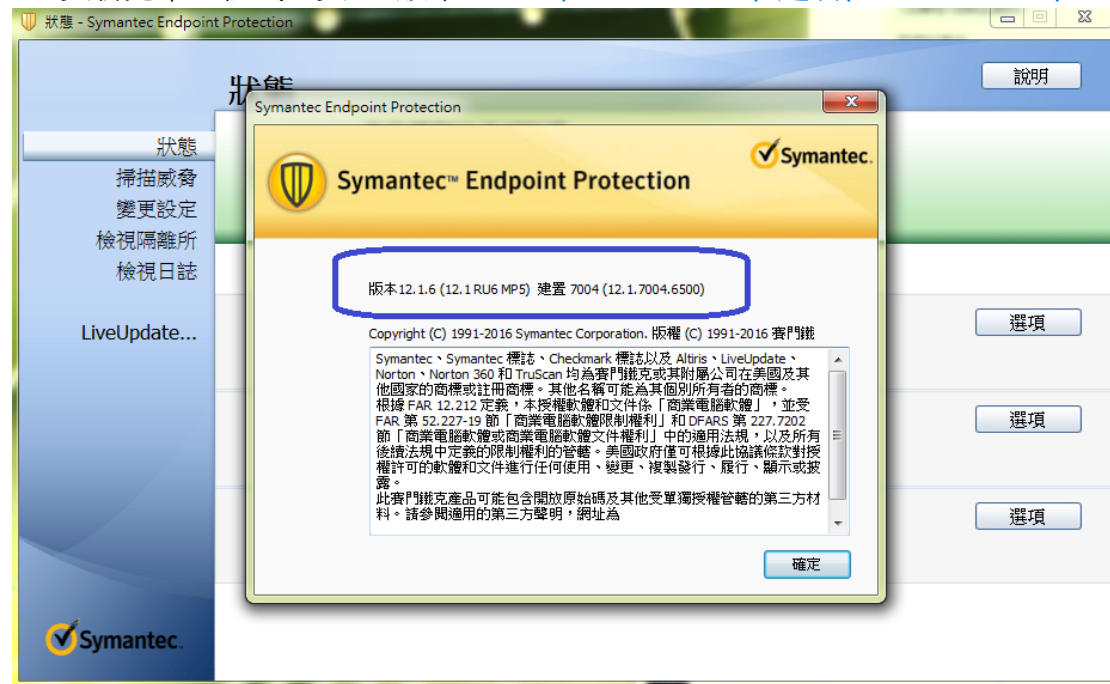 狀態 - Symantec Endpoint Protection
狀態
說明
狀態
掃描威脅
變更設定
檢視隔離所
檢視日誌
LiveUpdate...
Symantec.
Symantec Endpoint Protection
Symantec.
Symantec™ Endpoint Protection
版本12.1.6 (12.1 RU6 MP5) 建置 7004 (12.1.7004.6500)
Copyright (C) 1991-2016 Symantec Corporation. 版權 (C) 1991-2016 賽門鐵
Symantec、Symantec 標誌、Checkmark 標誌以及 Altiris、LiveUpdate、
Norton、Norton 360 和 TruScan 均為賽門鐵克或其附屬公司在美國及其
他國家的商標或註冊商標。其他名稱可能為其個別所有者的商標。
根據 FAR 12.212 定義，本授權軟體和文件係「商業電腦軟體」，並受
FAR 第 52.227-19 節「商業電腦軟體限制權利」和 DFARS 第 227.7202
節「商業電腦軟體或商業電腦軟體文件權利」中的適用法規，以及所有
後續法規中定義的限制權利的管轄。美國政府僅可根據此協議條款對授
權許可的軟體和文件進行任何使用、變更、複製發行、履行、顯示或披
露。
此賽門鐵克產品可能包含開放原始碼及其他受單獨授權管轄的第三方材
料。請參閱適用的第三方聲明，網址為
確定
選項
選項
選項